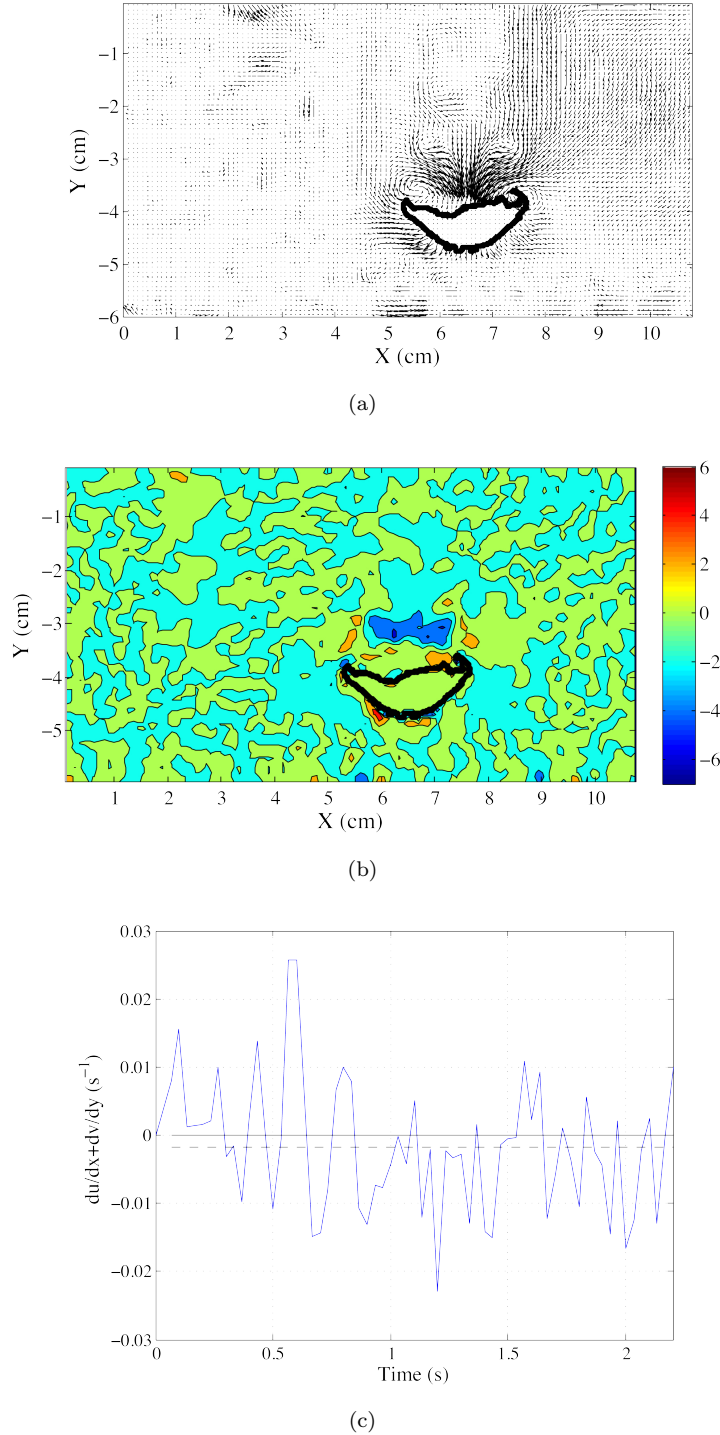 −1
−2
−3
−4
−5
−6
Y (cm)
0 1 2 3 4 5 6 7 8 9 10
X (cm)
(a)
−1
−2
−3
−4
−5
Y (cm)
1 2 3 4 5 6 7 8 9 10
X (cm)
6
4
2
0
−2
−4
−6
(b)
0.03
0.02
0.01
0
−0.01
−0.02
−0.03
du/dx+dv/dy (s⁻¹)
0 0.5 1 1.5 2
Time (s)
(c)